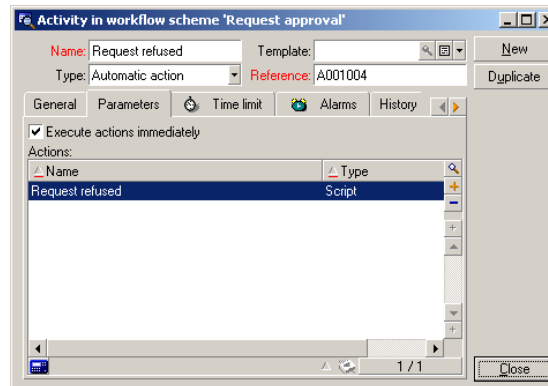 Activity in workflow scheme 'Request approval'
Name: Request refused Template: New
Type: Automatic action Reference: A001004 Duplicate
General Parameters Time limit Alarms History
Execute actions immediately
Actions:
Name Type
Request refused Script
1 / 1 Close